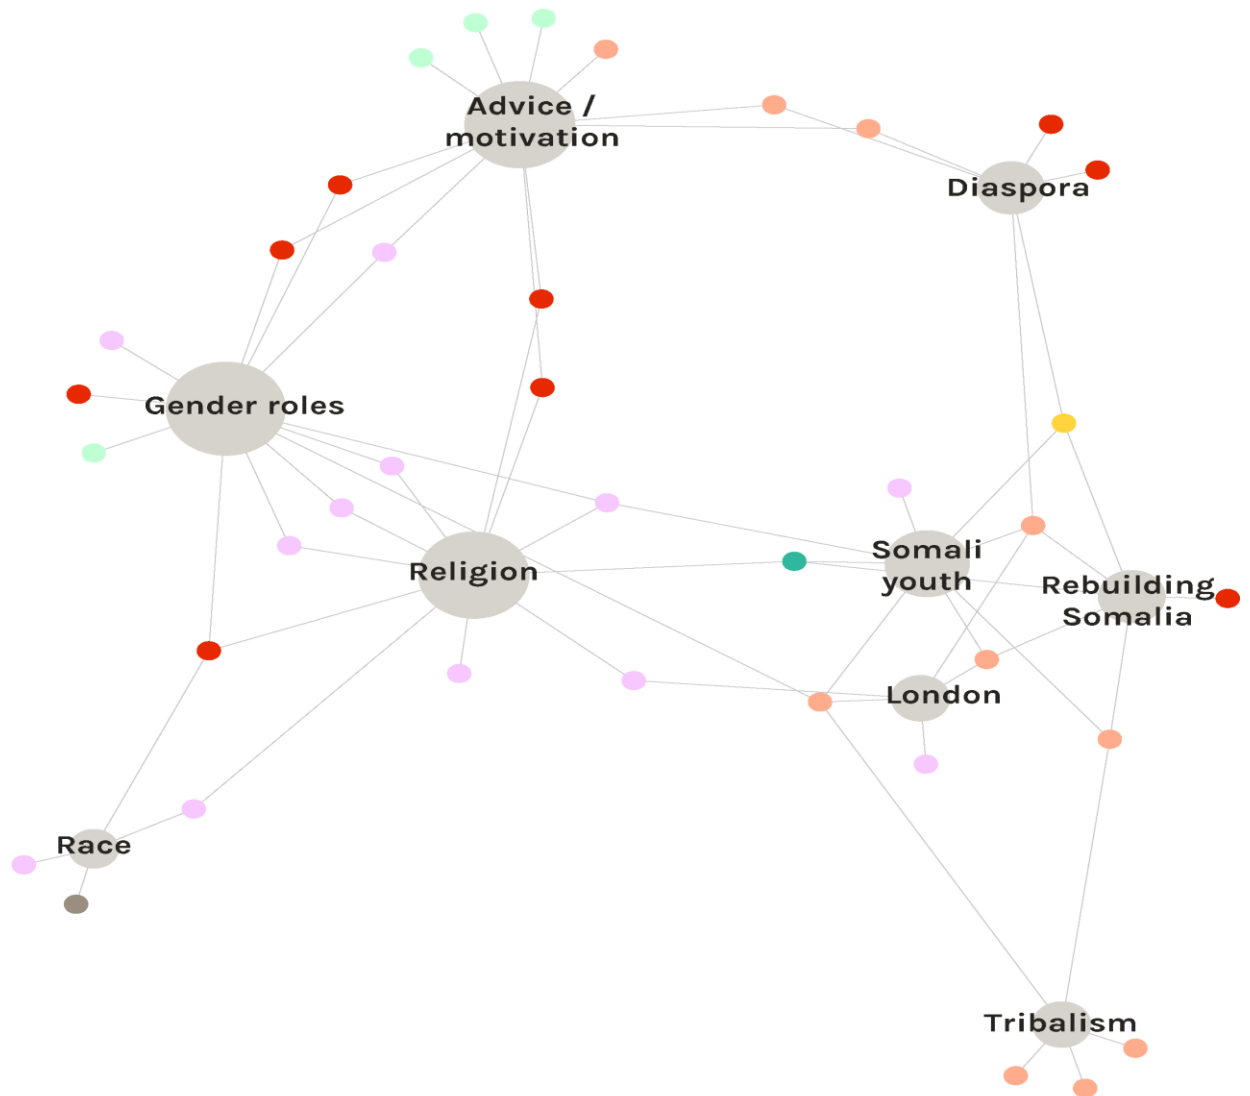 Advice /
motivation
Diaspora
Gender roles
Somali
youth
Religion
Rebuilding
Somalia
London
Race
Tribalism